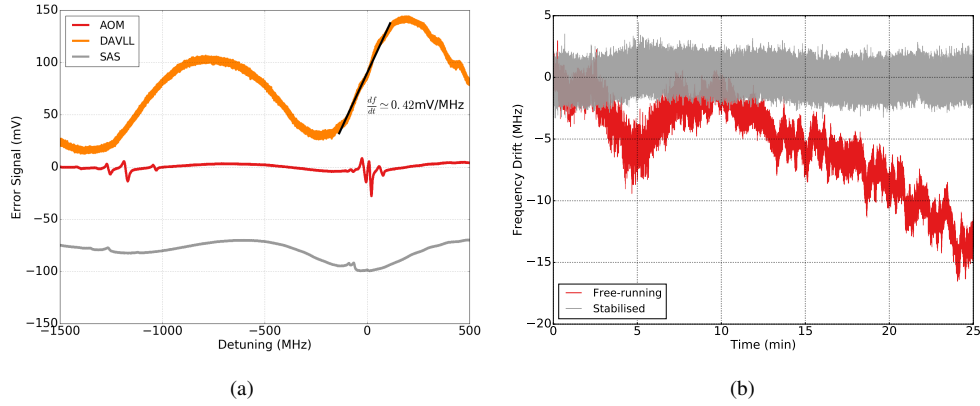 150
100
50
0
−50
−100
−150
−1500
−1000
−500
0
500
Error Signal (mV)
Detuning (MHz)
AOM
DAVLL
SAS
df/dt ≃ 0.42mV/MHz
(a)
5
0
−5
−10
−15
−20
0
5
10
15
20
25
Frequency Drift (MHz)
Time (min)
Free-running
Stabilised
(b)